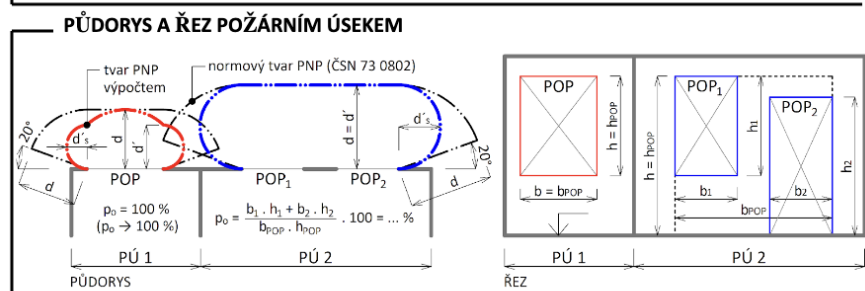 PŮDORYS A ŘEZ POŽÁRNÍM ÚSEKEM
tvar PNP
výpočtem
normový tvar PNP (ČSN 73 0802)
20°
d
d´s
d
d´
POP
p₀ = 100 %
(p₀ → 100 %)
d = d´
d´s
20°
d
POP₁
POP₂
p₀ = b₁ . h₁ + b₂ . h₂ / bPOP . hPOP . 100 = ... %
PÚ 1
PÚ 2
PŮDORYS
POP
h = hPOP
b = bPOP
h = hPOP
POP₁
h₁
POP₂
h₂
b₁
b₂
bPOP
PÚ 1
PÚ 2
ŘEZ